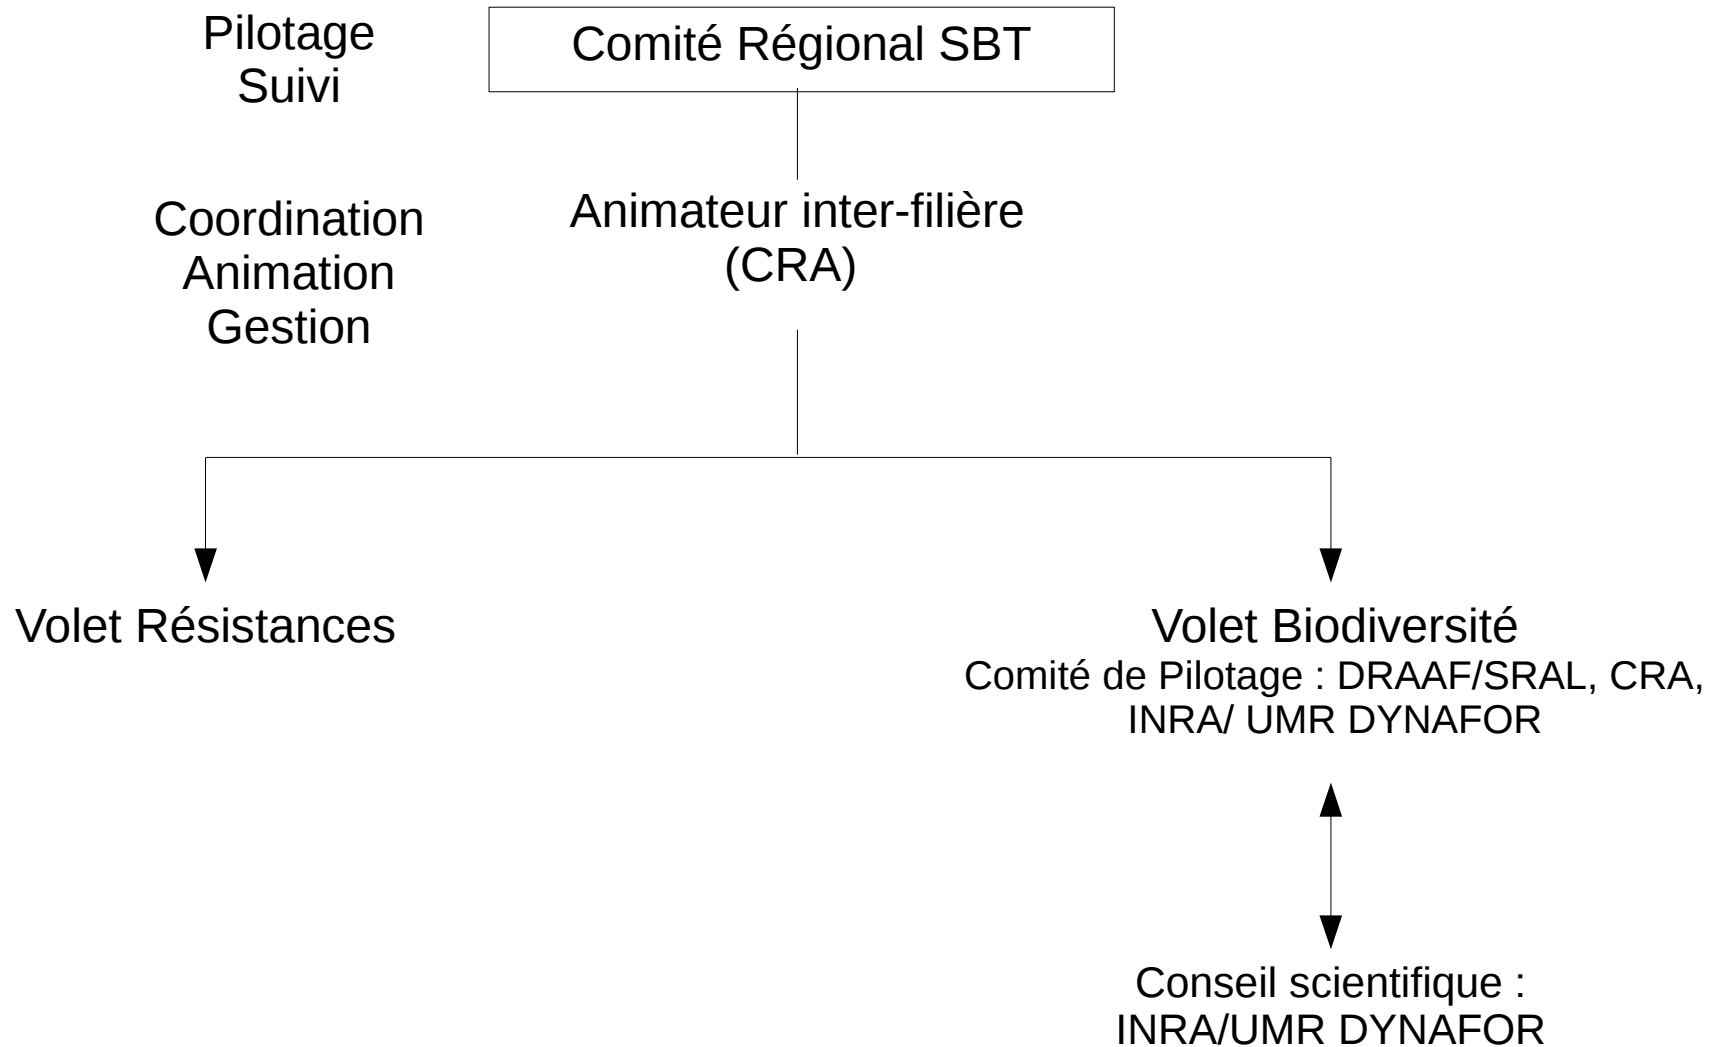 Pilotage
Suivi
Comité Régional SBT
Coordination
Animation
Gestion
Animateur inter-filière
(CRA)
Volet Résistances
Volet Biodiversité
Comité de Pilotage : DRAAF/SRAL, CRA,
INRA/ UMR DYNAFOR
Conseil scientifique :
INRA/UMR DYNAFOR